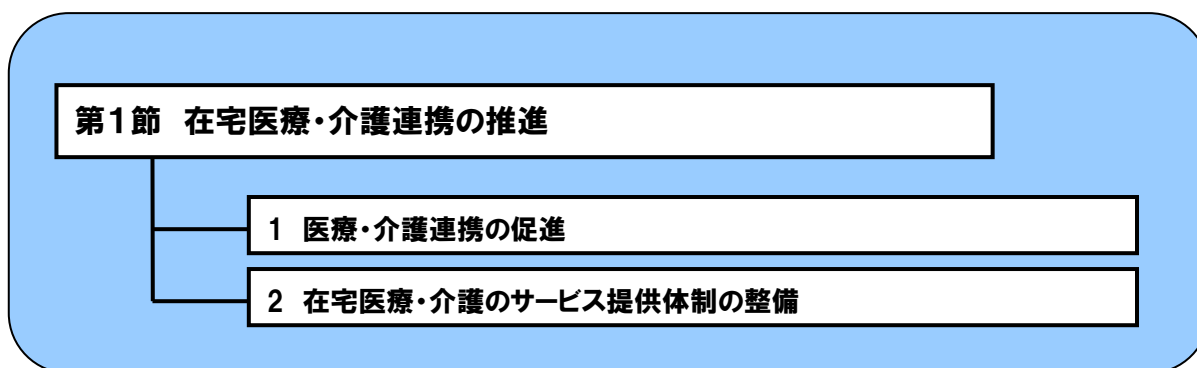 第1節 在宅医療・介護連携の推進
1 医療・介護連携の促進
2 在宅医療・介護のサービス提供体制の整備